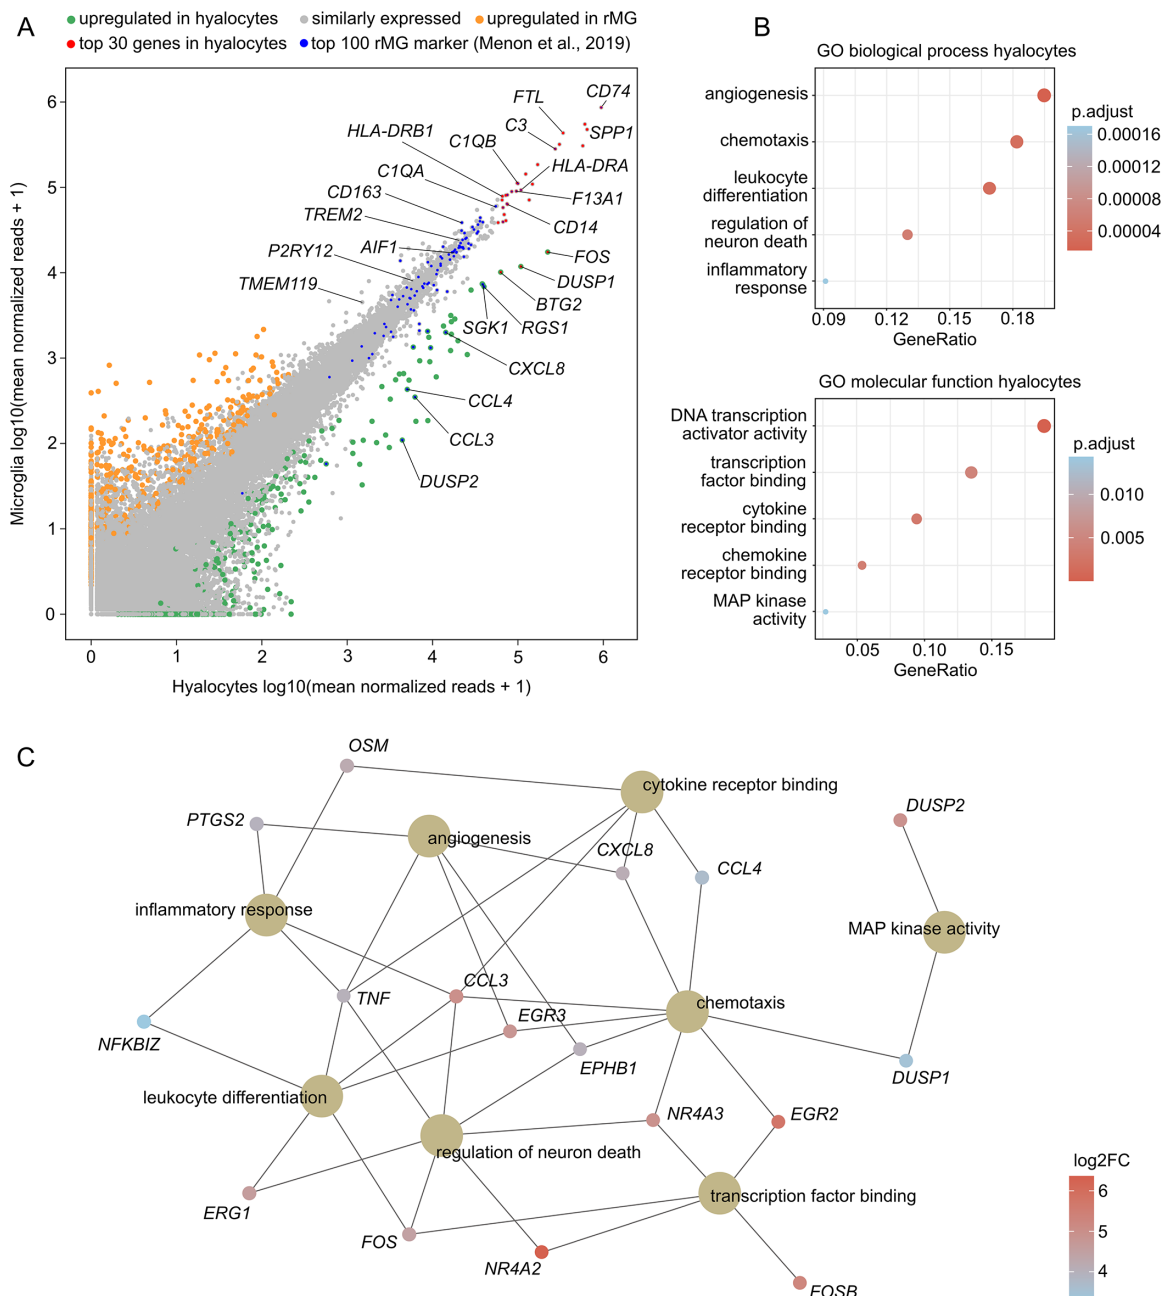 A
upregulated in hyalocytes
similarly expressed
upregulated in rMG
top 30 genes in hyalocytes
top 100 rMG marker (Menon et al., 2019)
Microglia log10(mean normalized reads + 1)
6
5
4
3
2
1
0
0
1
2
3
4
5
6
Hyalocytes log10(mean normalized reads + 1)
CD74
FTL
C3
SPP1
HLA-DRB1
C1QB
HLA-DRA
C1QA
CD163
F13A1
TREM2
CD14
P2RY12
AIF1
FOS
TMEM119
DUSP1
BTG2
SGK1
RGS1
CXCL8
CCL4
CCL3
DUSP2
B
GO biological process hyalocytes
angiogenesis
chemotaxis
leukocyte
differentiation
regulation of
neuron death
inflammatory
response
0.09
0.12
0.15
0.18
GeneRatio
p.adjust
0.00016
0.00012
0.00008
0.00004
GO molecular function hyalocytes
DNA transcription
activator activity
transcription
factor binding
cytokine
receptor binding
chemokine
receptor binding
MAP kinase
activity
0.05
0.10
0.15
GeneRatio
p.adjust
0.010
0.005
C
OSM
cytokine receptor binding
PTGS2
angiogenesis
DUSP2
CXCL8
CCL4
inflammatory response
MAP kinase activity
CCL3
TNF
chemotaxis
EGR3
NFKBIZ
EPHB1
DUSP1
leukocyte differentiation
NR4A3
EGR2
regulation of neuron death
transcription factor binding
ERG1
FOS
NR4A2
FOSB
log2FC
6
5
4